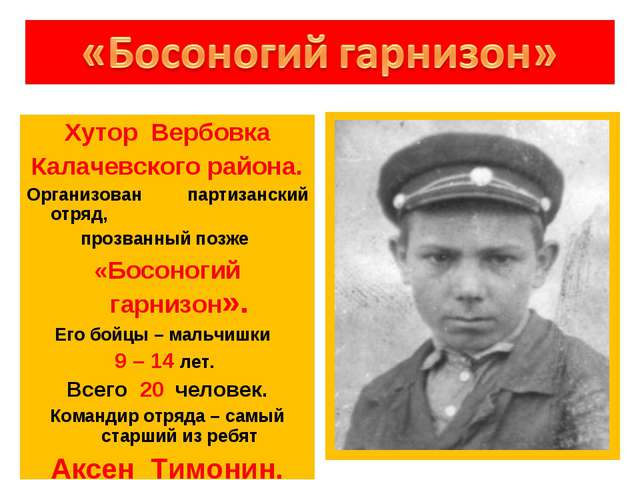 «Босоногий гарнизон»
Хутор Вербовка
Калачевского района.
Организован партизанский
отряд,
прозванный позже
«Босоногий
гарнизон».
Его бойцы – мальчишки
9 – 14 лет.
Всего 20 человек.
Командир отряда – самый
старший из ребят
Аксен Тимонин.